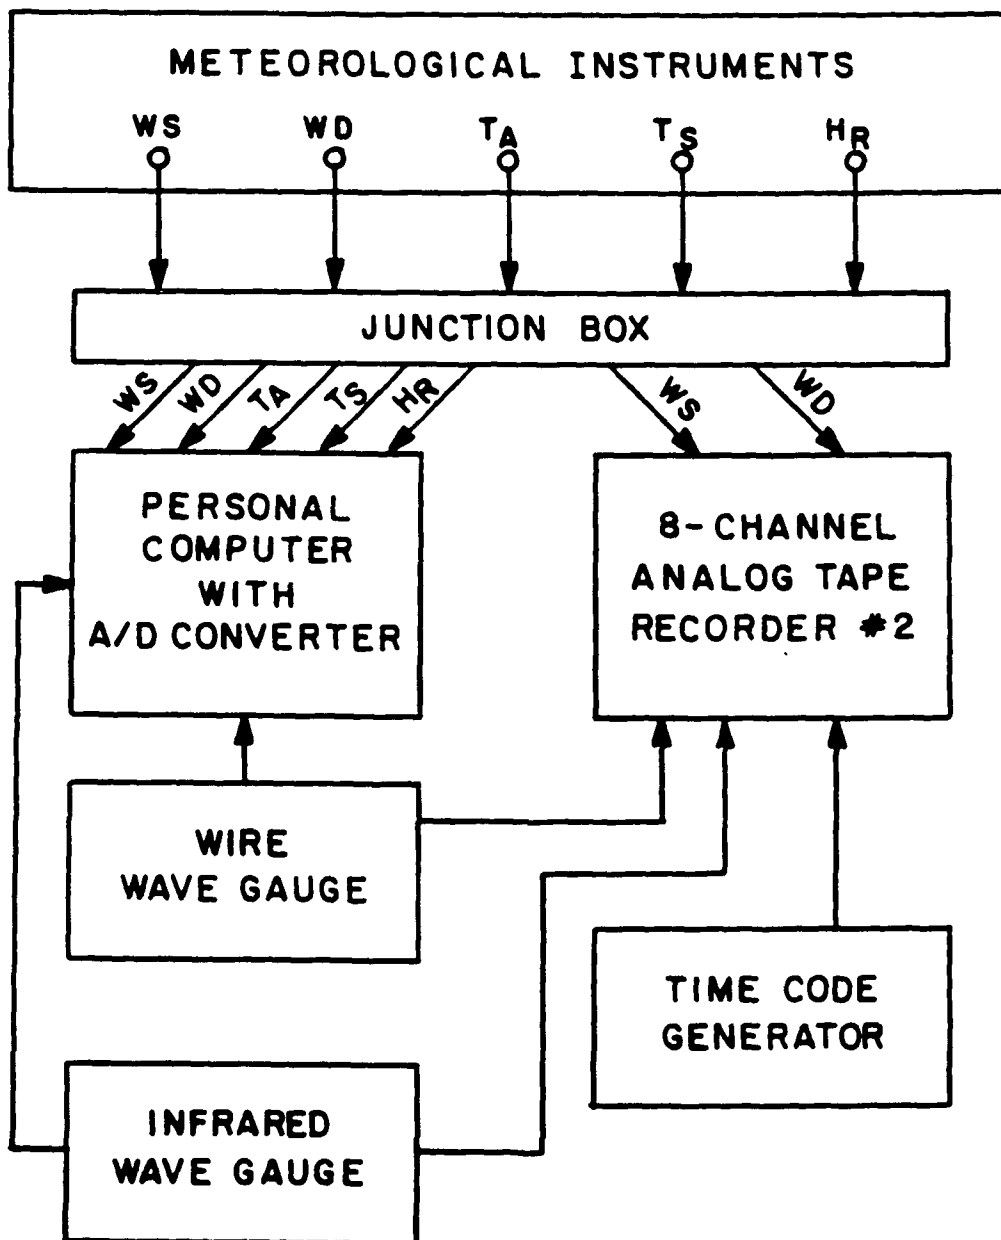 METEOROLOGICAL INSTRUMENTS
WS WD TA TS HR
JUNCTION BOX
WS WD TA TS HR WS WD
PERSONAL
COMPUTER
WITH
A/D CONVERTER
8-CHANNEL
ANALOG TAPE
RECORDER #2
WIRE
WAVE GAUGE
TIME CODE
GENERATOR
INFRARED
WAVE GAUGE